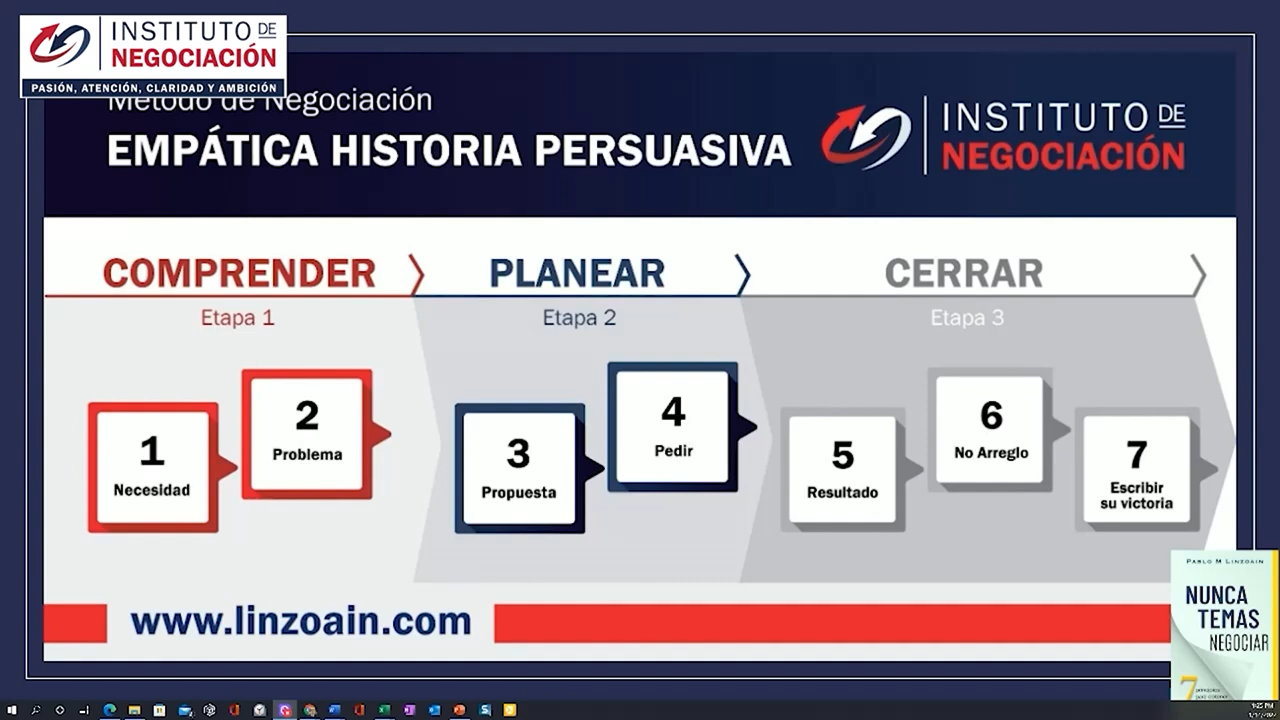 INSTITUTO DE
NEGOCIACIÓN
PASIÓN, ATENCIÓN, CLARIDAD Y AMBICIÓN
Método de Negociación
EMPÁTICA HISTORIA PERSUASIVA
INSTITUTO DE
NEGOCIACIÓN
COMPRENDER
PLANEAR
CERRAR
Etapa 1
Etapa 2
Etapa 3
1
Necesidad
2
Problema
3
Propuesta
4
Pedir
5
Resultado
6
No Arreglo
7
Escribir
su victoria
www.linzoain.com
PABLO M LINZOAIN
NUNCA
TEMAS
NEGOCIAR
7